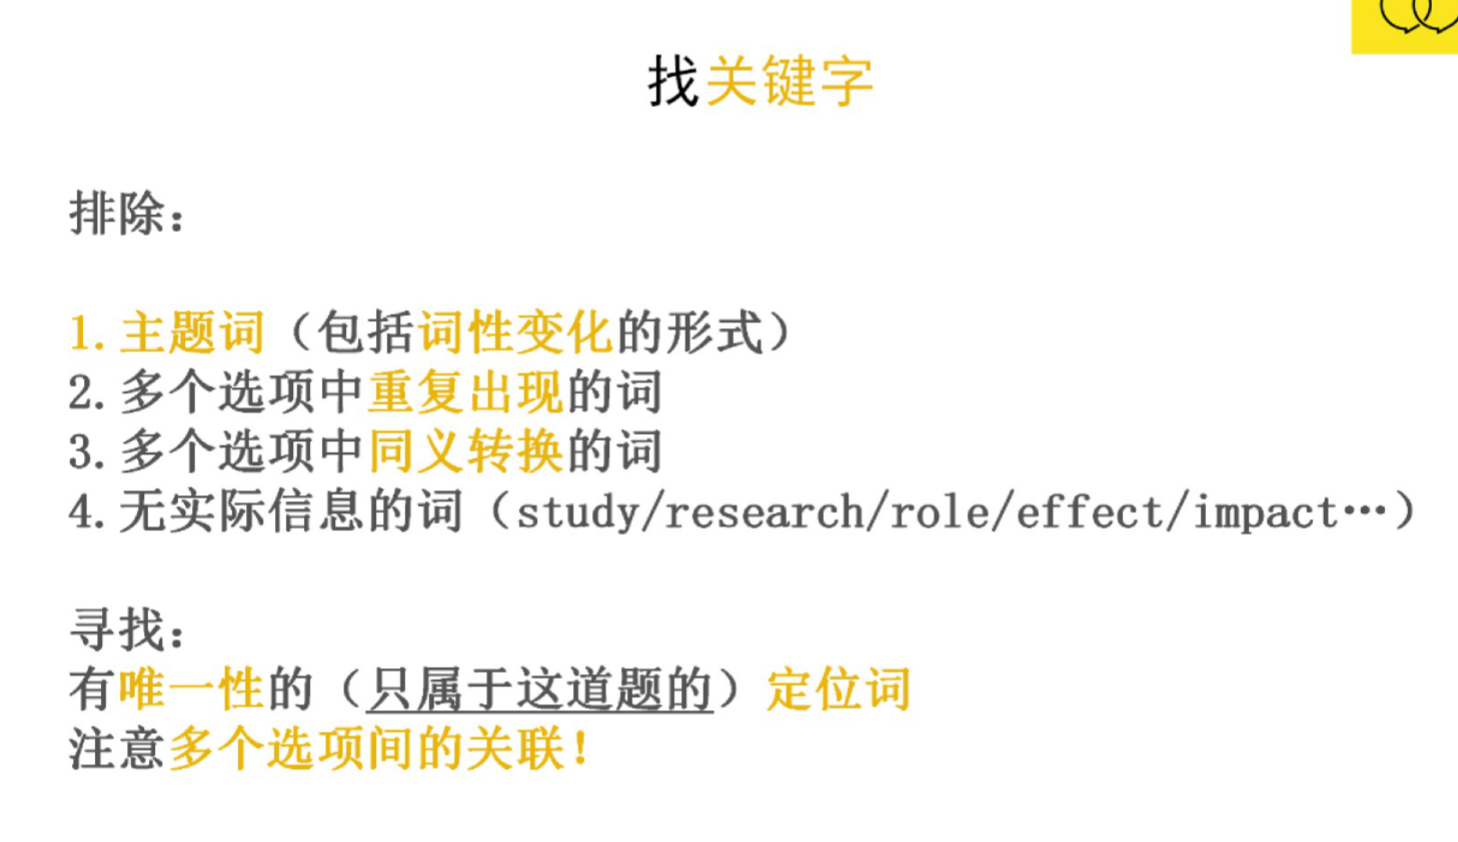 找关键字
排除：
1. 主题词（包括词性变化的形式）
2. 多个选项中重复出现的词
3. 多个选项中同义转换的词
4. 无实际信息的词（study/research/role/effect/impact…）
寻找：
有唯一性的（只属于这道题的）定位词
注意多个选项间的关联！